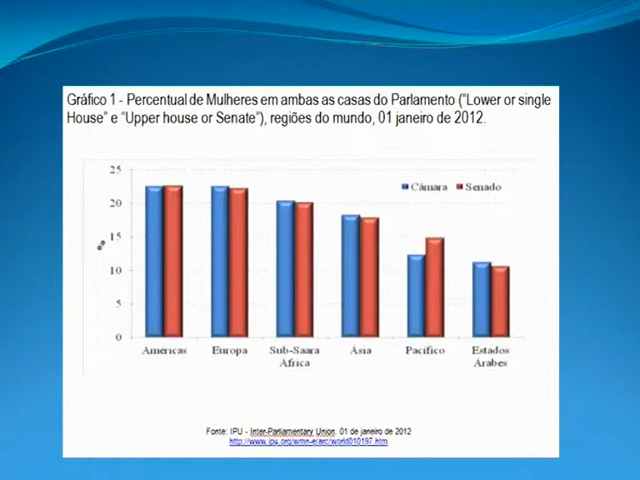 Gráfico 1 - Percentual de Mulheres em ambas as casas do Parlamento ("Lower or single
House" e "Upper house or Senate"), regiões do mundo, 01 janeiro de 2012.
25
Câmara
Senado
20
15
%
10
5
0
Américas
Europa
Sub-Saara
África
Ásia
Pacífico
Estados
Árabes
Fonte: IPU - Inter-Parlamentary Union. 01 de janeiro de 2012
http://www.ipu.org/wmn-e/arc/world010197.htm